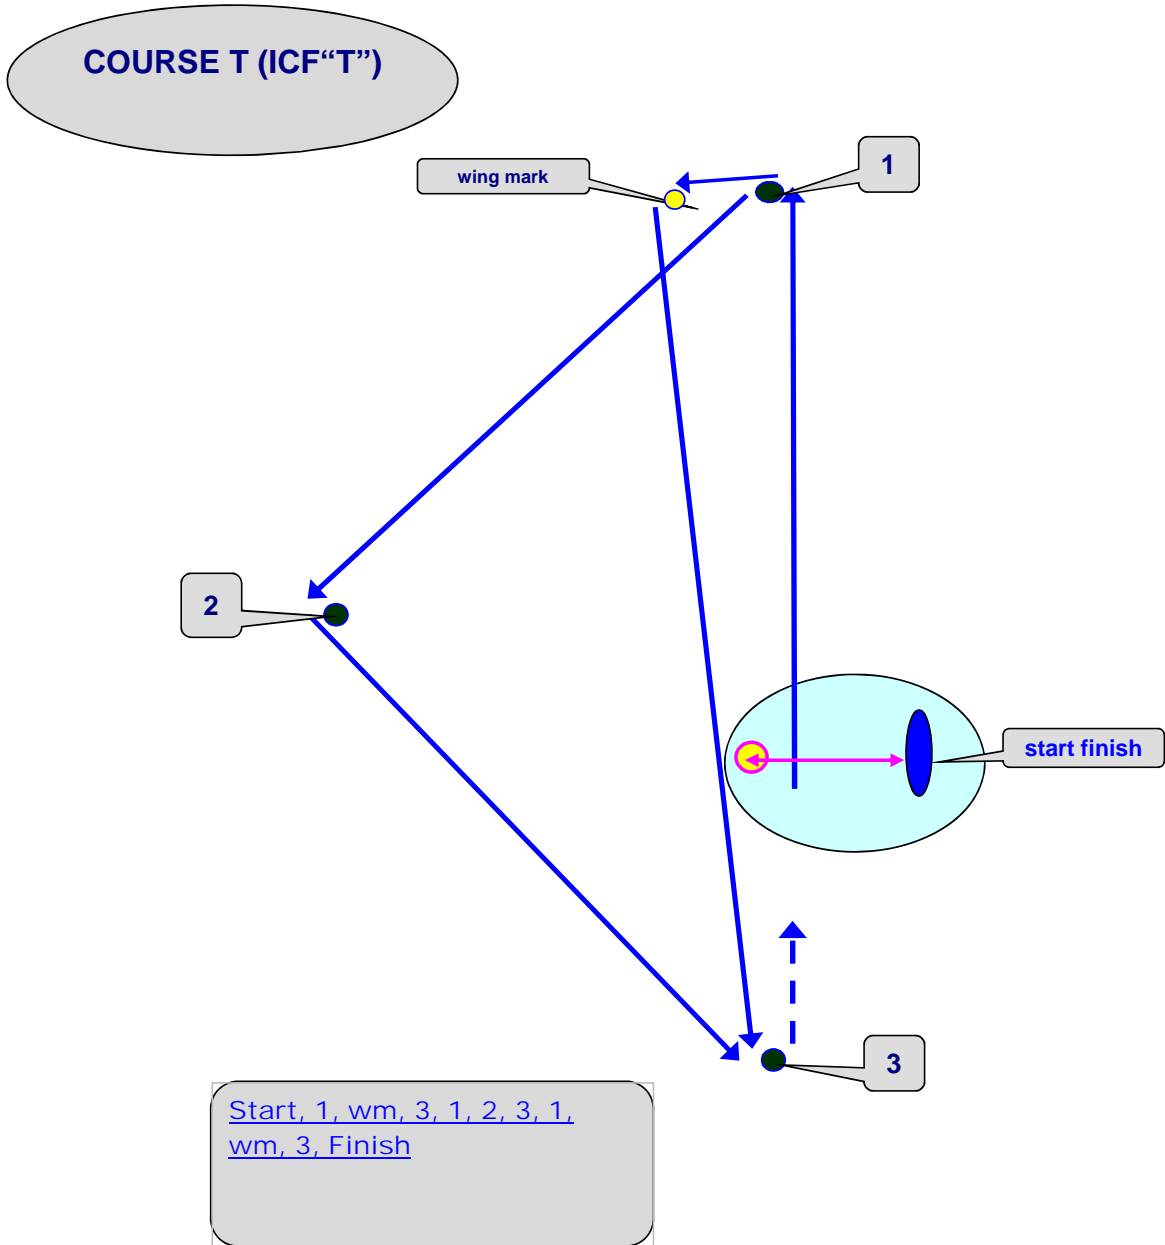 COURSE T (ICF“T”)
1
wing mark
2
start finish
3
Start, 1, wm, 3, 1, 2, 3, 1,
wm, 3, Finish